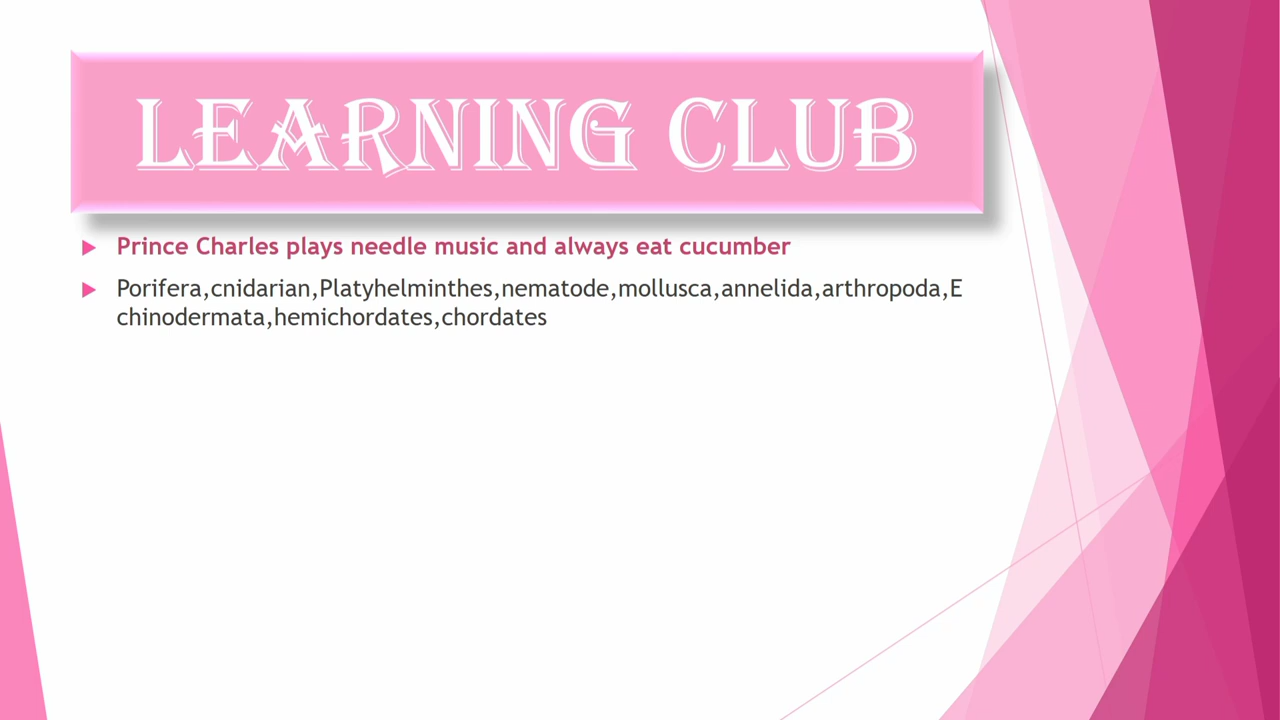 LEARNING CLUB
Prince Charles plays needle music and always eat cucumber
Porifera,cnidarian,Platyhelminthes,nematode,mollusca,annelida,arthropoda,E
chinodermata,hemichordates,chordates